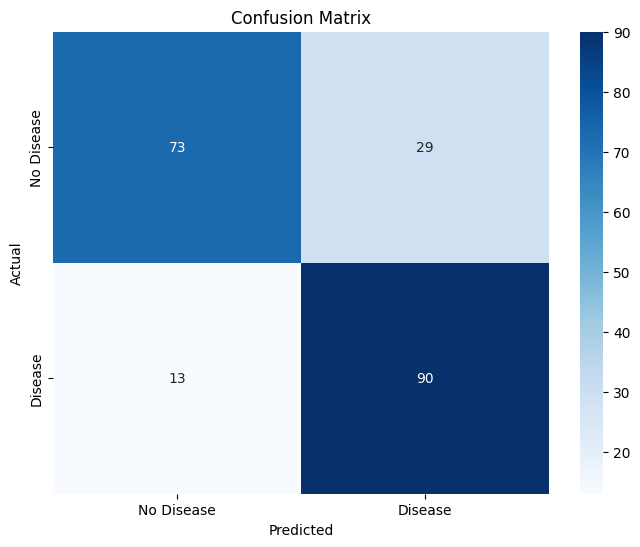 Confusion Matrix
Actual
No Disease
73
29
Disease
13
90
No Disease
Disease
Predicted
90
80
70
60
50
40
30
20